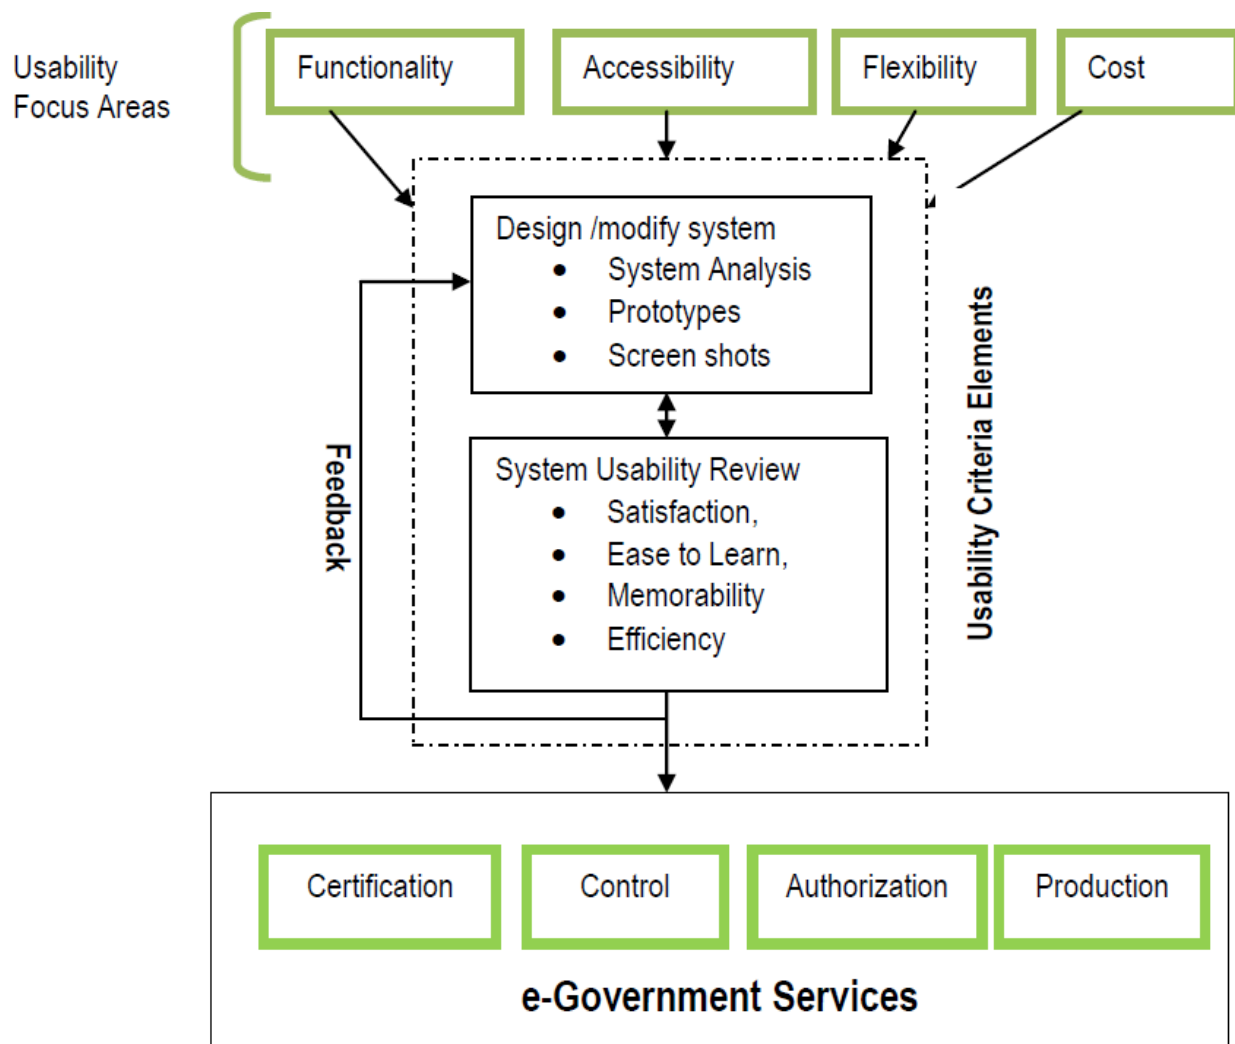 Usability
Focus Areas
Functionality
Accessibility
Flexibility
Cost
Design /modify system
● System Analysis
● Prototypes
● Screen shots
Feedback
Usability Criteria Elements
System Usability Review
● Satisfaction,
● Ease to Learn,
● Memorability
● Efficiency
Certification
Control
Authorization
Production
e-Government Services